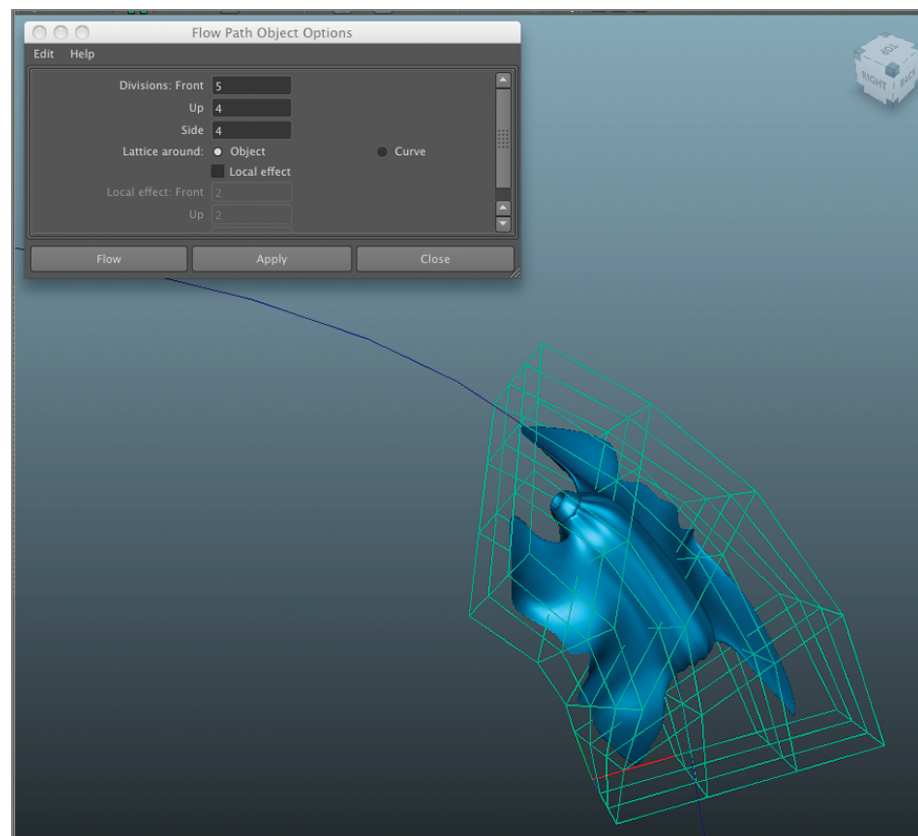 Flow Path Object Options
Edit Help
Divisions: Front 5
Up 4
Side 4
Lattice around: Object Curve
Local effect
Local effect: Front 2
Up 2
Flow Apply Close
TOP
RIGHT BACK